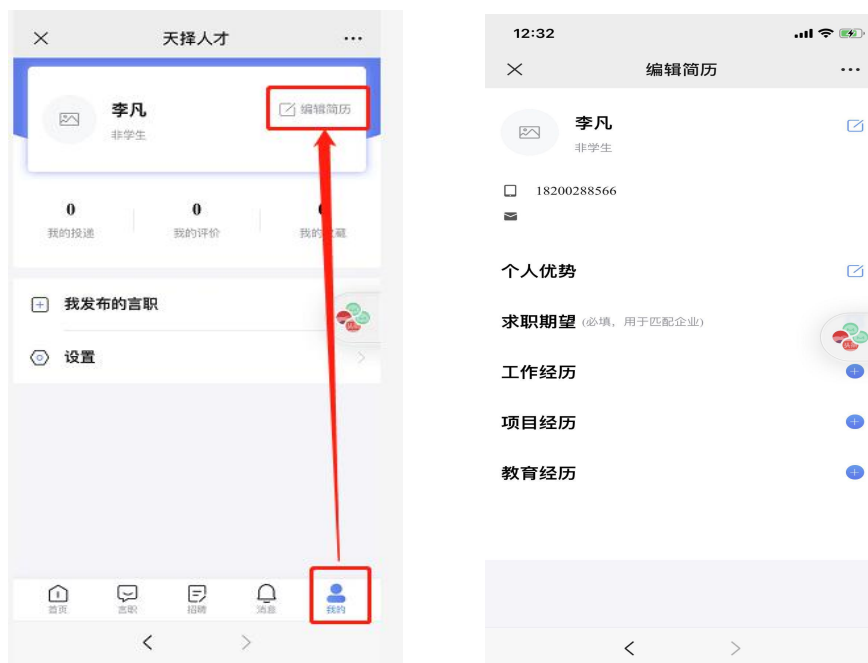 天择人才
李凡
编辑简历
非学生
0
0
我的投递
我的评价
我的收藏
我发布的言职
设置
首页
言职
招聘
消息
我的
12:32
编辑简历
李凡
非学生
18200288566
个人优势
求职期望 (必填，用于匹配企业)
工作经历
项目经历
教育经历